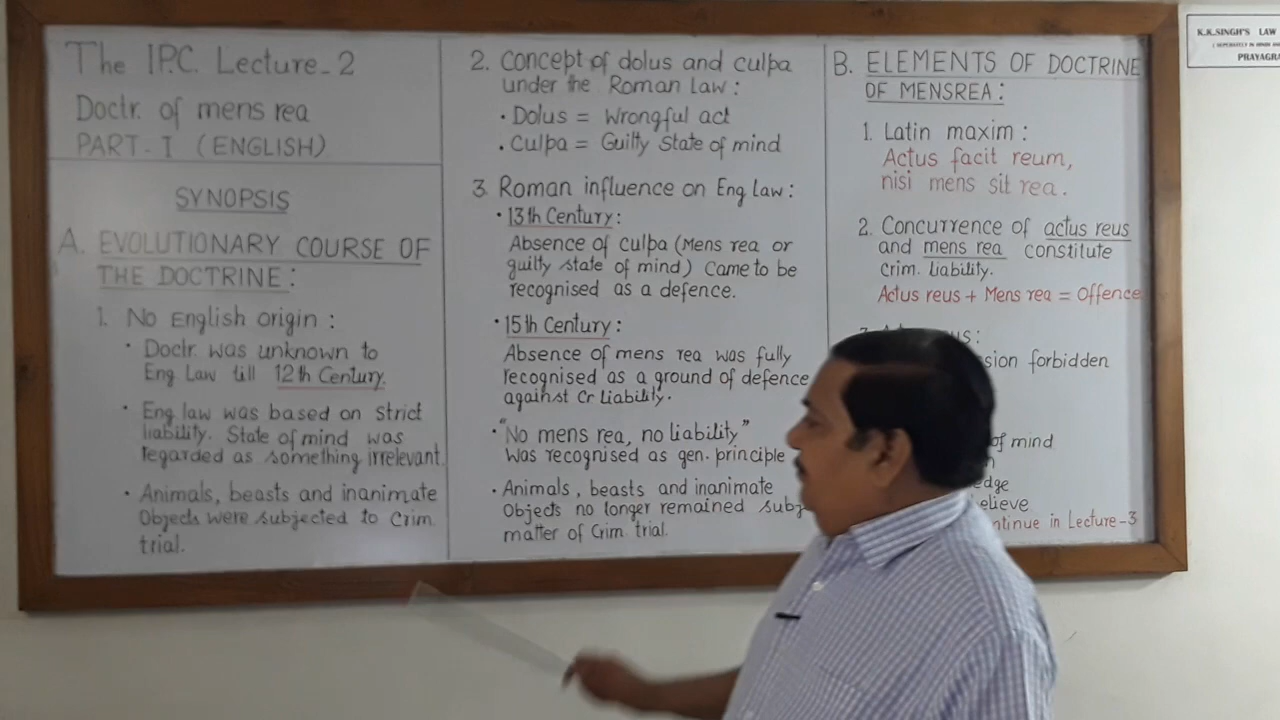 The I.P.C. Lecture-2
Doctr. of mens rea
PART-I (ENGLISH)
SYNOPSIS
A. EVOLUTIONARY COURSE OF
THE DOCTRINE:
1. No English origin:
• Doctr. was unknown to
Eng Law till 12th Century.
• Eng. law was based on Strict
liability. State of mind was
regarded as something irrelevant.
• Animals, beasts and inanimate
Objects were subjected to Crim.
trial.
2. Concept of dolus and culpa
under the Roman Law:
• Dolus = Wrongful act
• Culpa = Guilty State of mind
3. Roman influence on Eng Law:
• 13th Century:
Absence of culpa (Mens rea or
guilty state of mind) Came to be
recognised as a defence.
• 15th Century:
Absence of mens rea was fully
recognised as a ground of defence
against Cr Liability.
• "No mens rea, no liability"
Was recognised as gen. principle
• Animals, beasts and inanimate
Objects no longer remained subj
matter of Crim. trial.
B. ELEMENTS OF DOCTRINE
OF MENSREA:
1. Latin maxim:
Actus facit reum,
nisi mens sit rea.
2. Concurrence of actus reus
and mens rea constitute
Crim. liability.
Actus reus + Mens rea = Offence
forbidden
of mind
Lecture-3
K.K.SINGH'S LAW